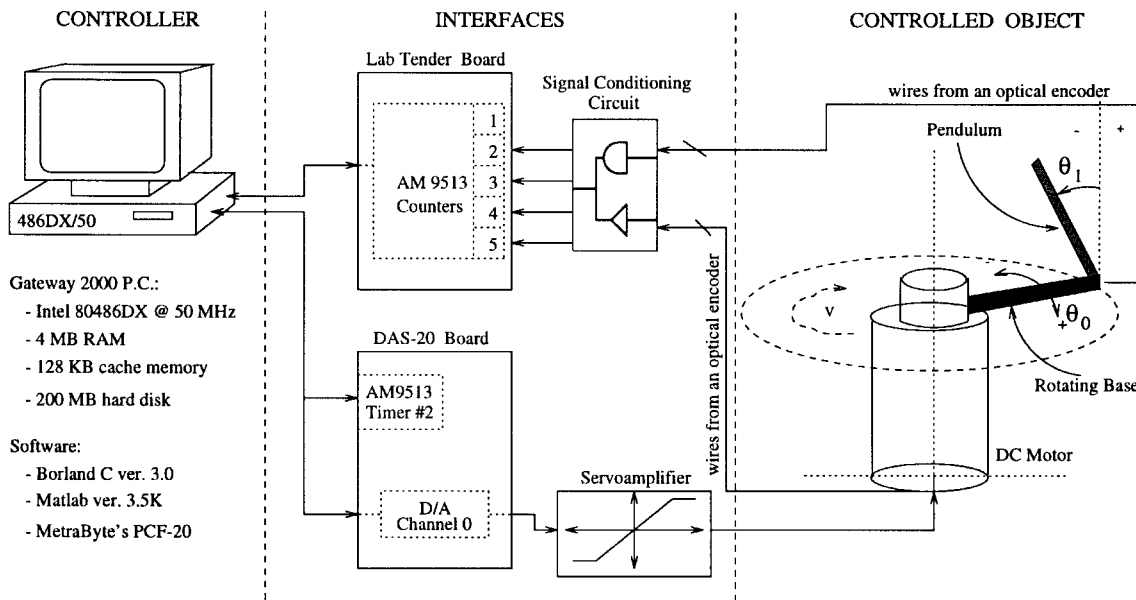 CONTROLLER
INTERFACES
CONTROLLED OBJECT
486DX/50
Gateway 2000 P.C.:
- Intel 80486DX @ 50 MHz
- 4 MB RAM
- 128 KB cache memory
- 200 MB hard disk
Software:
- Borland C ver. 3.0
- Matlab ver. 3.5K
- MetraByte's PCF-20
Lab Tender Board
AM 9513
Counters
1
2
3
4
5
Signal Conditioning
Circuit
DAS-20 Board
AM9513
Timer #2
D/A
Channel 0
Servoamplifier
wires from an optical encoder
wires from an optical encoder
Pendulum
- +
θ1
v
+θ0
Rotating Base
DC Motor